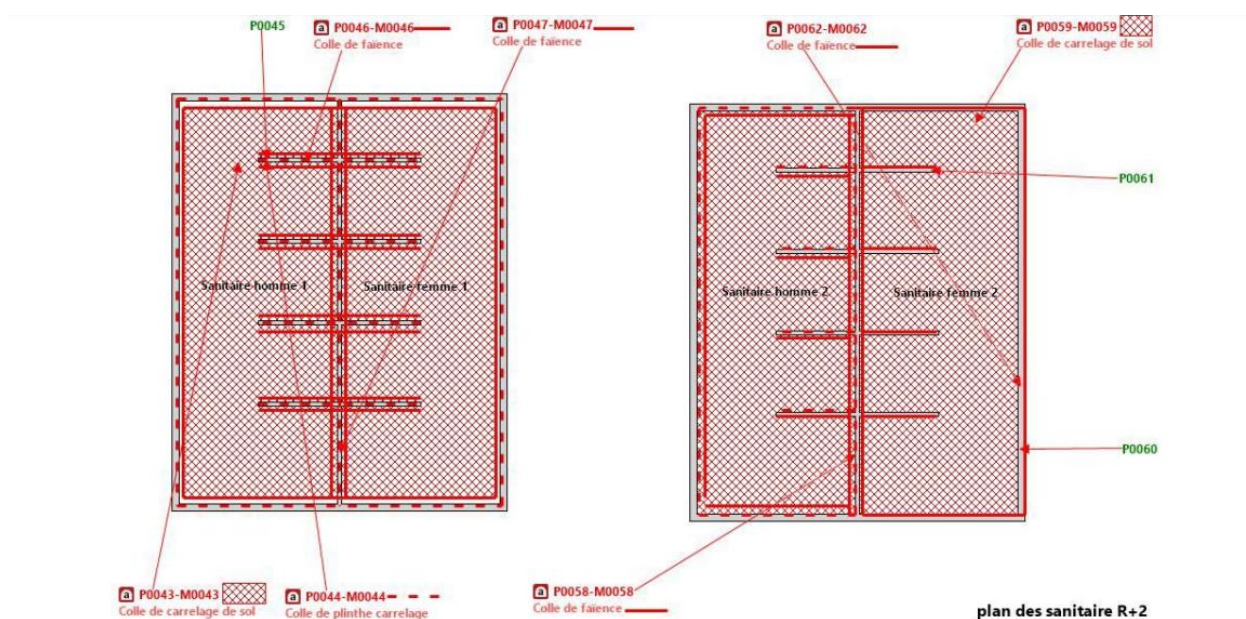 P0045
a P0046-M0046
Colle de faïence
a P0047-M0047
Colle de faïence
a P0062-M0062
Colle de faïence
a P0059-M0059
Colle de carrelage de sol
P0061
Sanitaire homme 1
Sanitaire femme 1
Sanitaire homme 2
Sanitaire femme 2
P0060
a P0043-M0043
Colle de carrelage de sol
a P0044-M0044
Colle de plinthe carrelage
a P0058-M0058
Colle de faïence
plan des sanitaire R+2